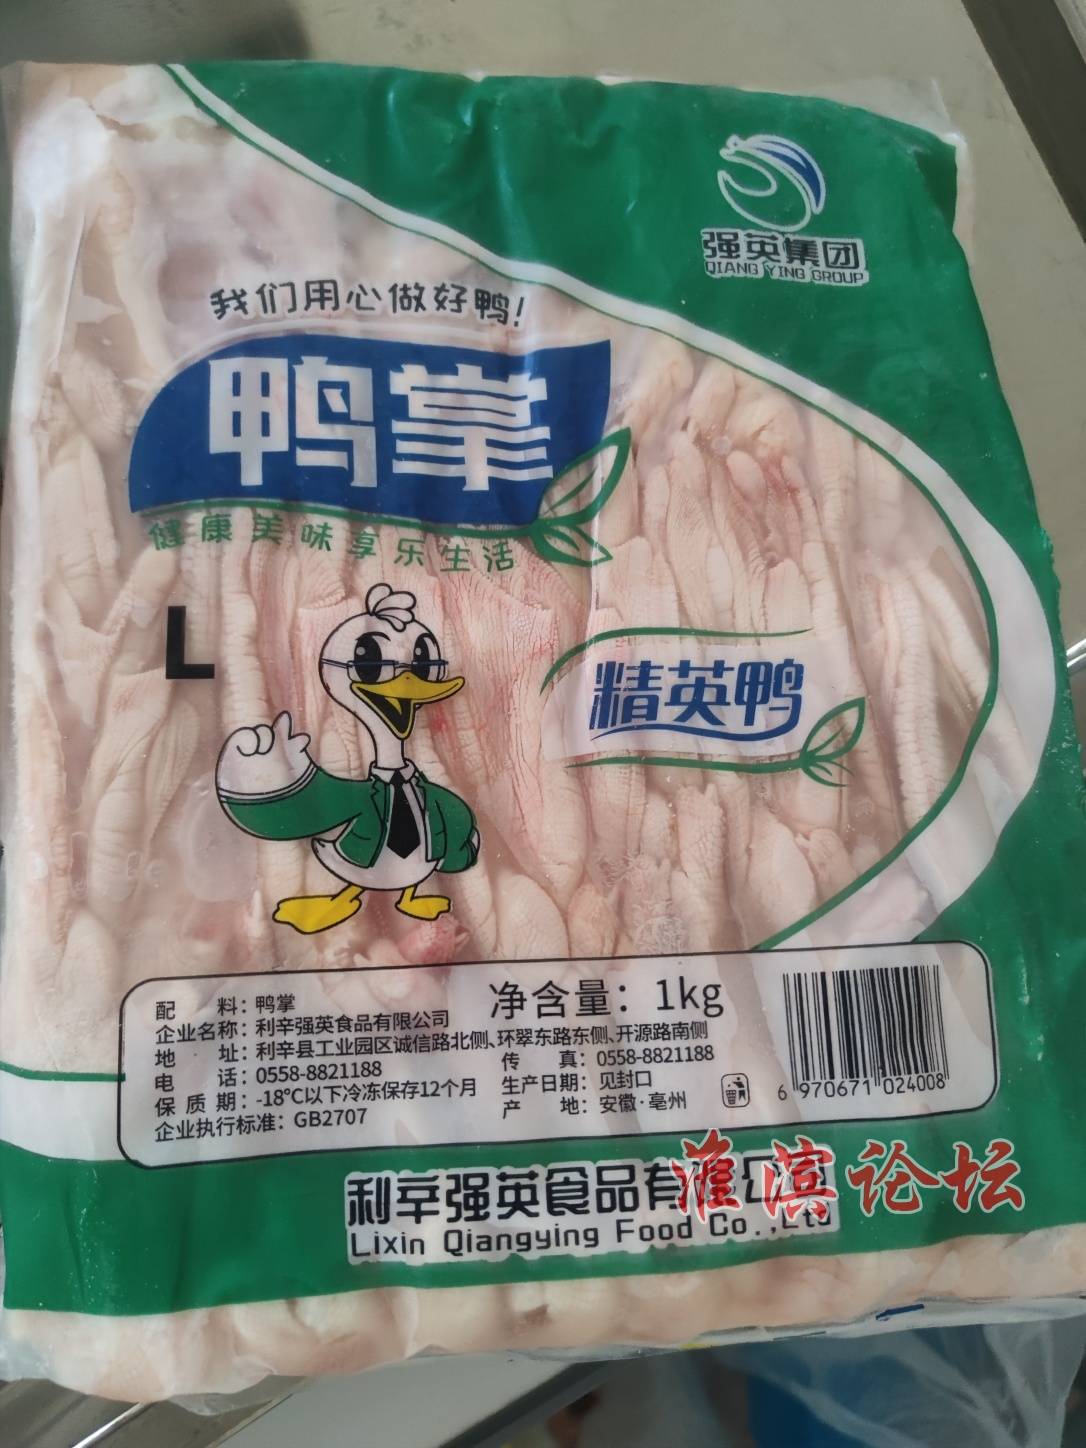 强英集团
QIANG YING GROUP
我们用心做好鸭!
鸭掌
健康美味享乐生活
L
精英鸭
配 料：鸭掌
净含量：1kg
企业名称：利辛强英食品有限公司
地 址：利辛县工业园区诚信路北侧、环翠东路东侧、开源路南侧
电 话：0558-8821188
传 真：0558-8821188
保 质 期：-18℃以下冷冻保存12个月
生产日期：见封口
企业执行标准：GB2707
产 地：安徽·亳州
6 970671 024008
利辛强英食品有限公司
Lixin Qiangying Food Co.,Ltd
淮滨论坛